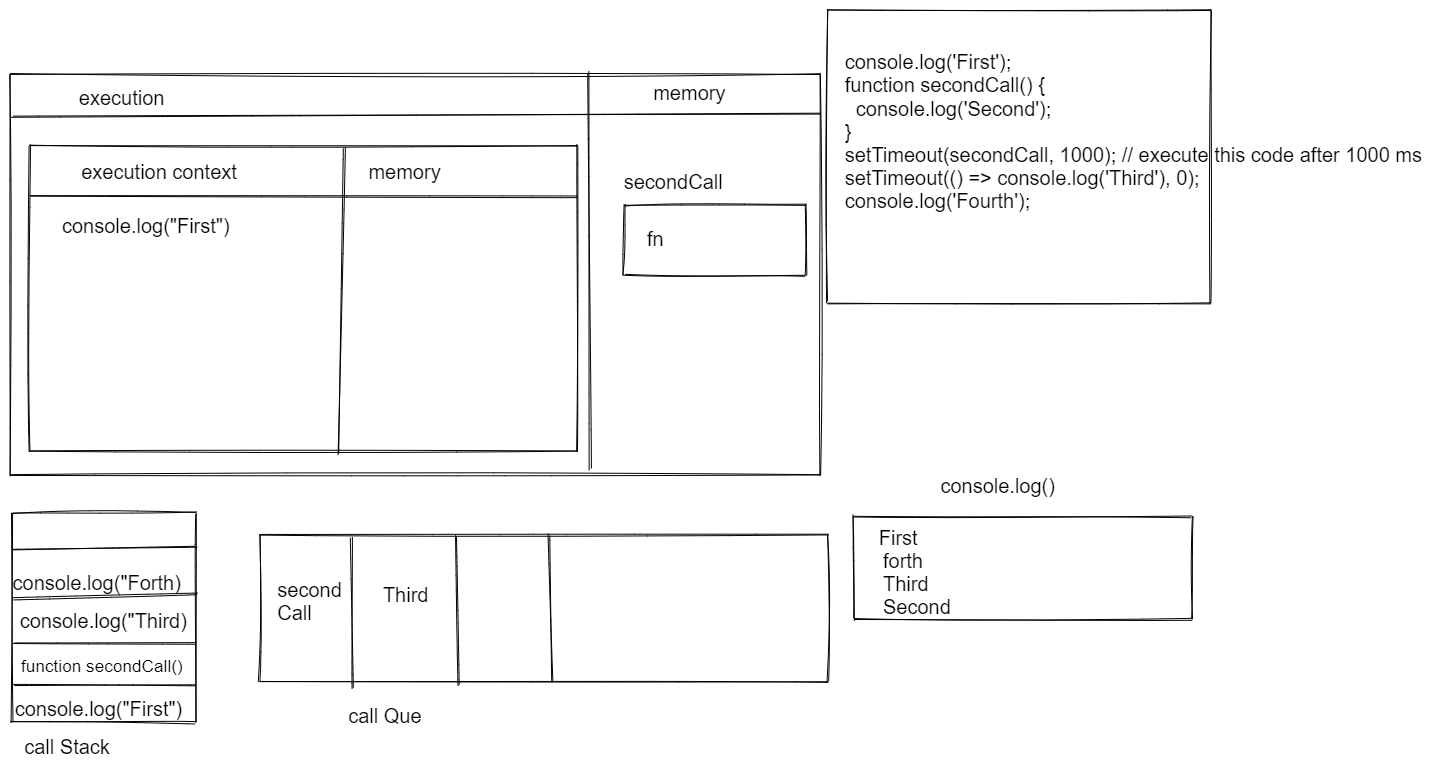 execution
memory
execution context
memory
console.log("First")
secondCall
fn
console.log('First');
function secondCall() {
console.log('Second');
}
setTimeout(secondCall, 1000); // execute this code after 1000 ms
setTimeout(() => console.log('Third'), 0);
console.log('Fourth');
console.log("Forth)
console.log("Third)
function secondCall()
console.log("First")
call Stack
second
Call
Third
call Que
console.log()
First
forth
Third
Second